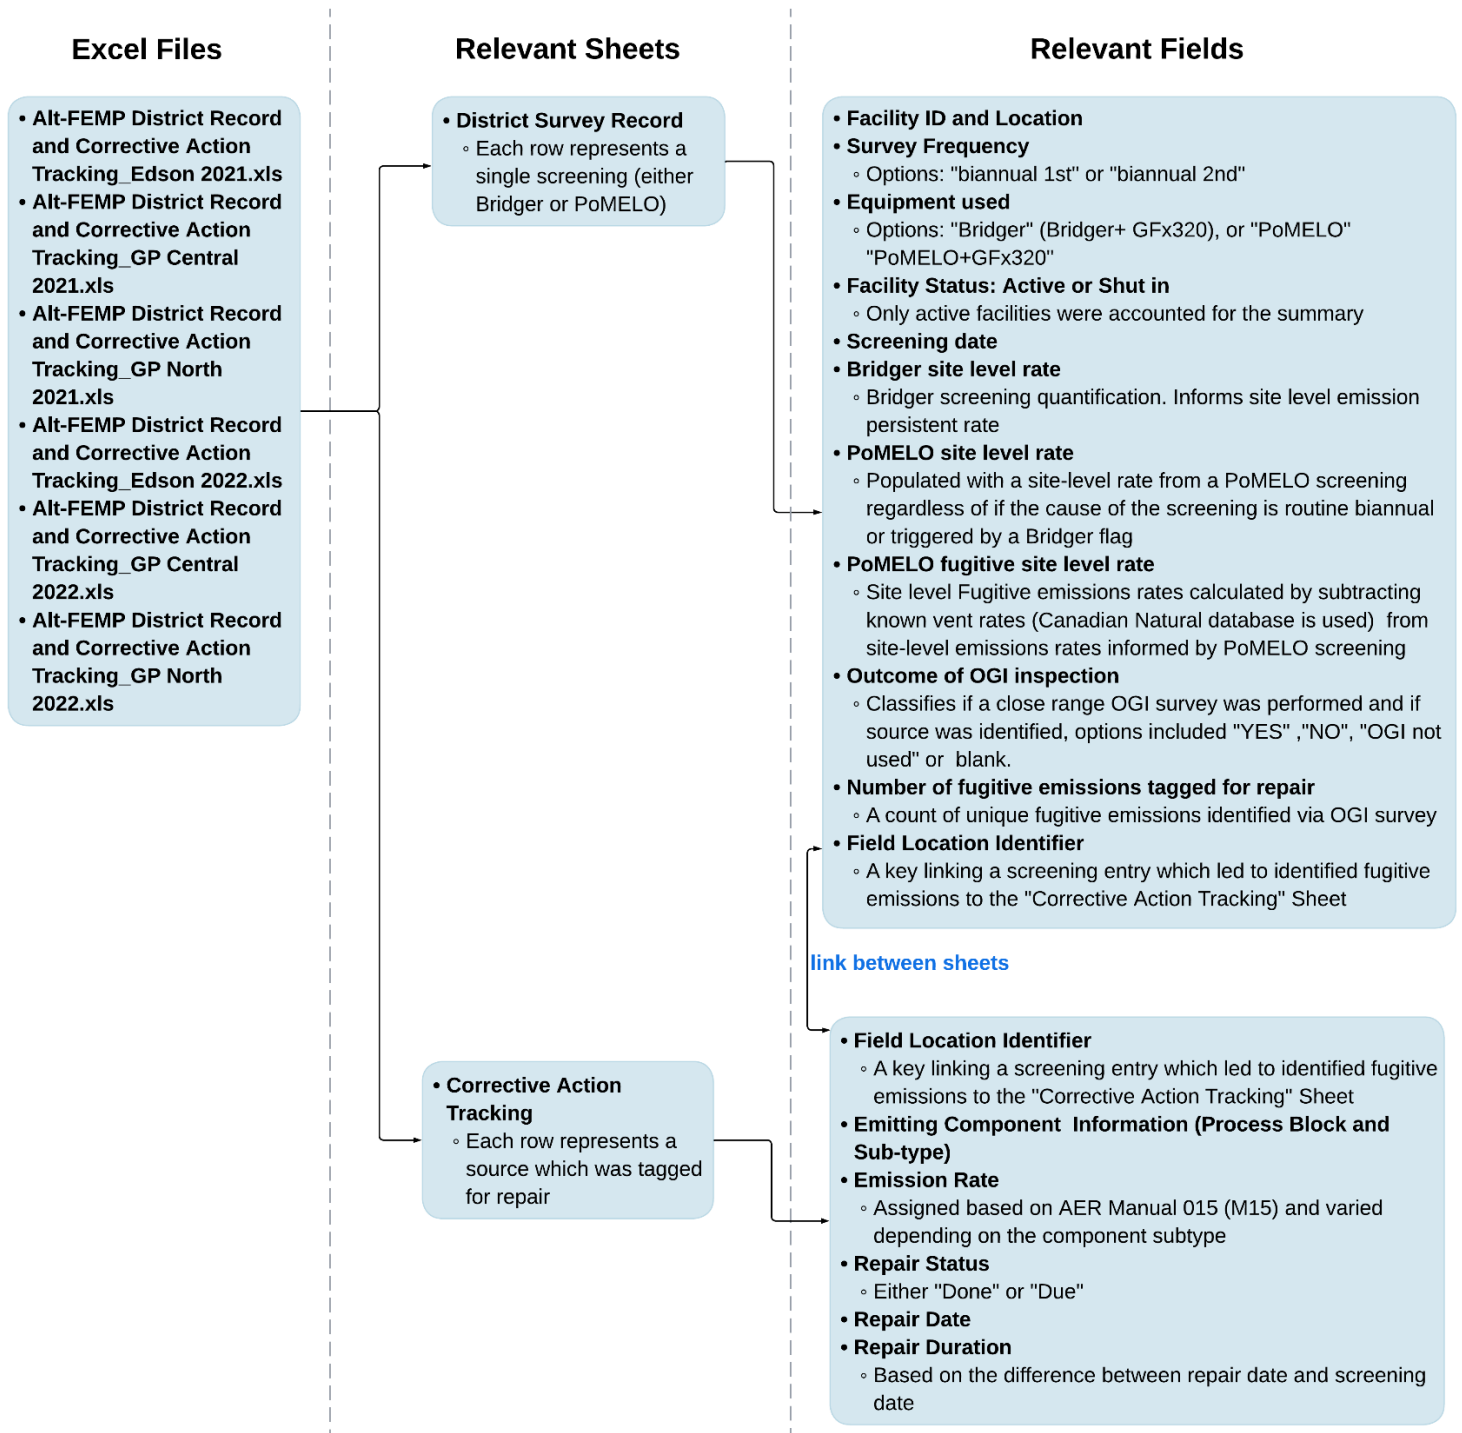 Excel Files
• Alt-FEMP District Record
and Corrective Action
Tracking_Edson 2021.xls
• Alt-FEMP District Record
and Corrective Action
Tracking_GP Central
2021.xls
• Alt-FEMP District Record
and Corrective Action
Tracking_GP North
2021.xls
• Alt-FEMP District Record
and Corrective Action
Tracking_Edson 2022.xls
• Alt-FEMP District Record
and Corrective Action
Tracking_GP Central
2022.xls
• Alt-FEMP District Record
and Corrective Action
Tracking_GP North
2022.xls
Relevant Sheets
• District Survey Record
◦ Each row represents a
single screening (either
Bridger or PoMELO)
• Corrective Action
Tracking
◦ Each row represents a
source which was tagged
for repair
Relevant Fields
• Facility ID and Location
• Survey Frequency
◦ Options: "biannual 1st" or "biannual 2nd"
• Equipment used
◦ Options: "Bridger" (Bridger+ GFx320), or "PoMELO"
"PoMELO+GFx320"
• Facility Status: Active or Shut in
◦ Only active facilities were accounted for the summary
• Screening date
• Bridger site level rate
◦ Bridger screening quantification. Informs site level emission
persistent rate
• PoMELO site level rate
◦ Populated with a site-level rate from a PoMELO screening
regardless of if the cause of the screening is routine biannual
or triggered by a Bridger flag
• PoMELO fugitive site level rate
◦ Site level Fugitive emissions rates calculated by subtracting
known vent rates (Canadian Natural database is used)  from
site-level emissions rates informed by PoMELO screening
• Outcome of OGI inspection
◦ Classifies if a close range OGI survey was performed and if
source was identified, options included "YES" ,"NO", "OGI not
used" or  blank.
• Number of fugitive emissions tagged for repair
◦ A count of unique fugitive emissions identified via OGI survey
• Field Location Identifier
◦ A key linking a screening entry which led to identified fugitive
emissions to the "Corrective Action Tracking" Sheet
link between sheets
• Field Location Identifier
◦ A key linking a screening entry which led to identified fugitive
emissions to the "Corrective Action Tracking" Sheet
• Emitting Component  Information (Process Block and
Sub-type)
• Emission Rate
◦ Assigned based on AER Manual 015 (M15) and varied
depending on the component subtype
• Repair Status
◦ Either "Done" or "Due"
• Repair Date
• Repair Duration
◦ Based on the difference between repair date and screening
date